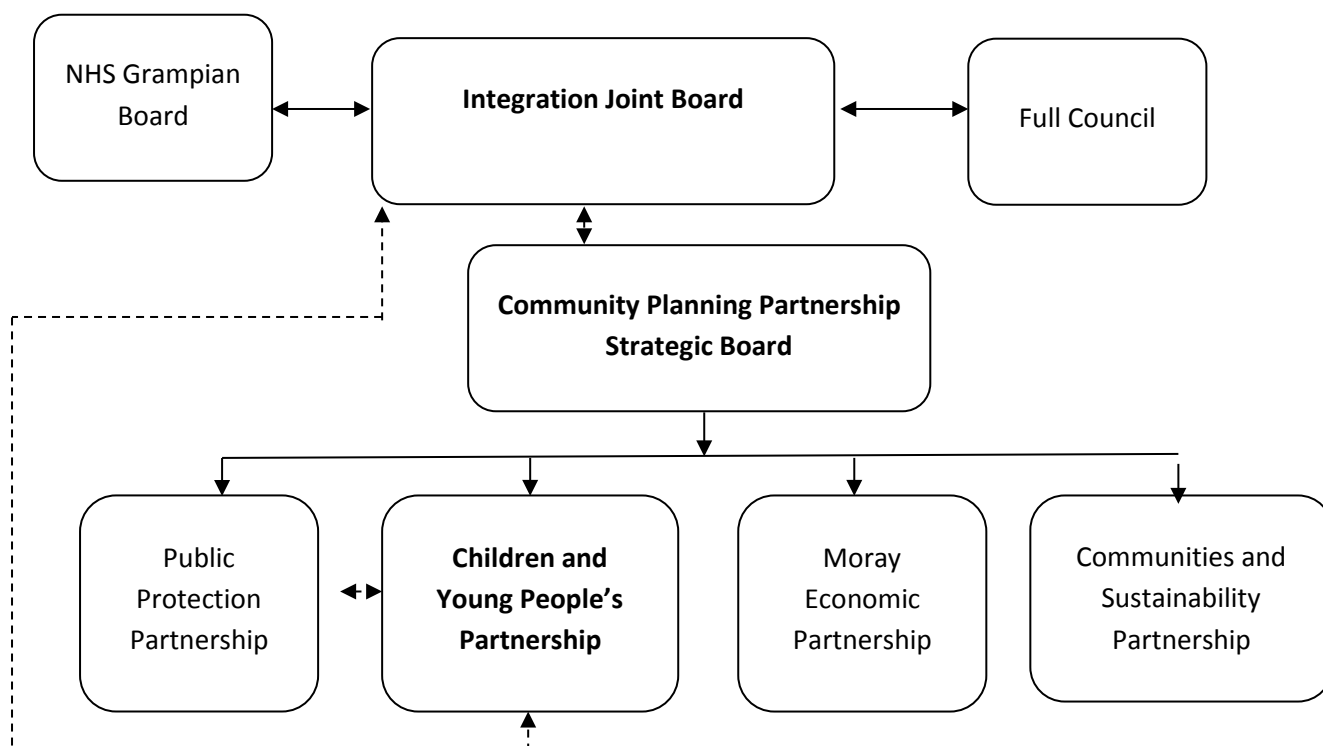 NHS Grampian
Board
Integration Joint Board
Full Council
Community Planning Partnership
Strategic Board
Public
Protection
Partnership
Children and
Young People’s
Partnership
Moray
Economic
Partnership
Communities and
Sustainability
Partnership